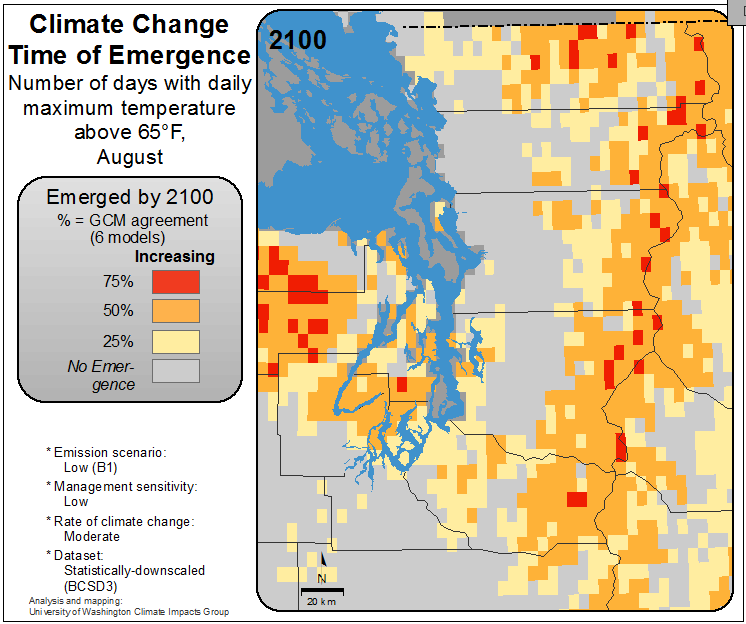 Climate Change
Time of Emergence
Number of days with daily
maximum temperature
above 65°F,
August
Emerged by 2100
% = GCM agreement
(6 models)
Increasing
75%
50%
25%
No Emer-
gence
* Emission scenario:
Low (B1)
* Management sensitivity:
Low
* Rate of climate change:
Moderate
* Dataset:
Statistically-downscaled
(BCSD3)
Analysis and mapping:
University of Washington Climate Impacts Group
2100
N
20 km